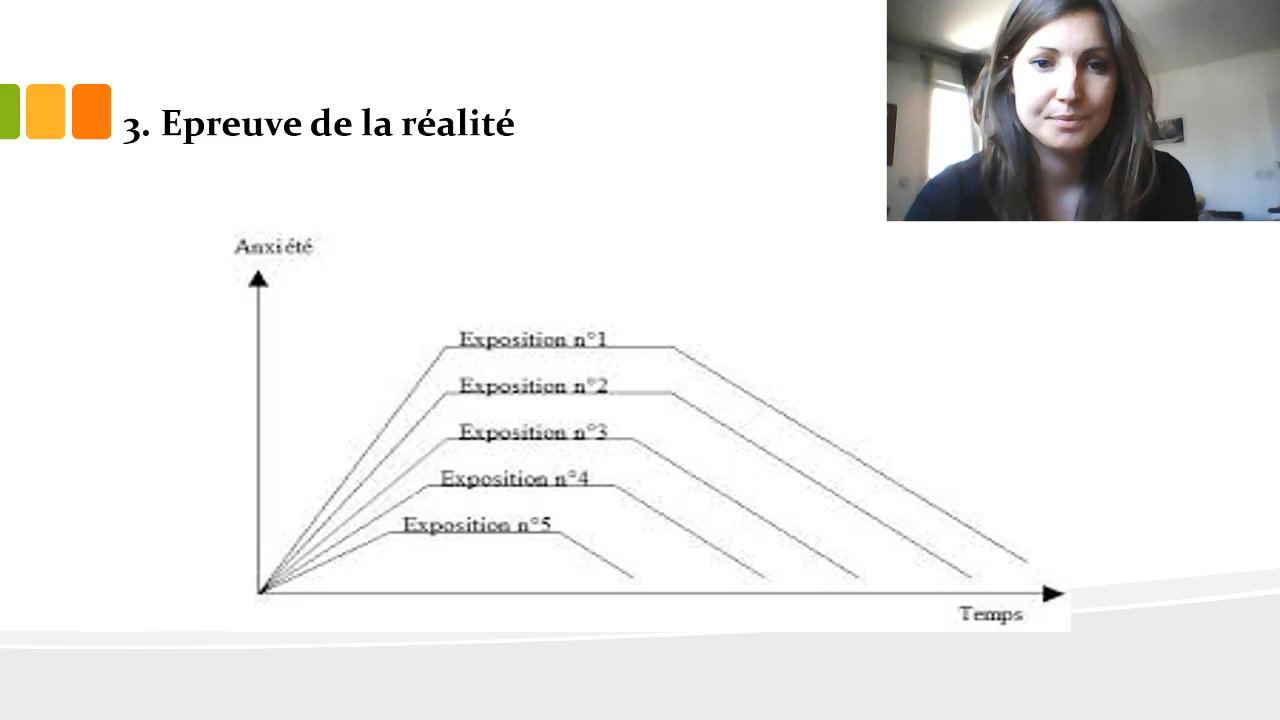 3. Epreuve de la réalité
Anxiété
Exposition n°1
Exposition n°2
Exposition n°3
Exposition n°4
Exposition n°5
Temps